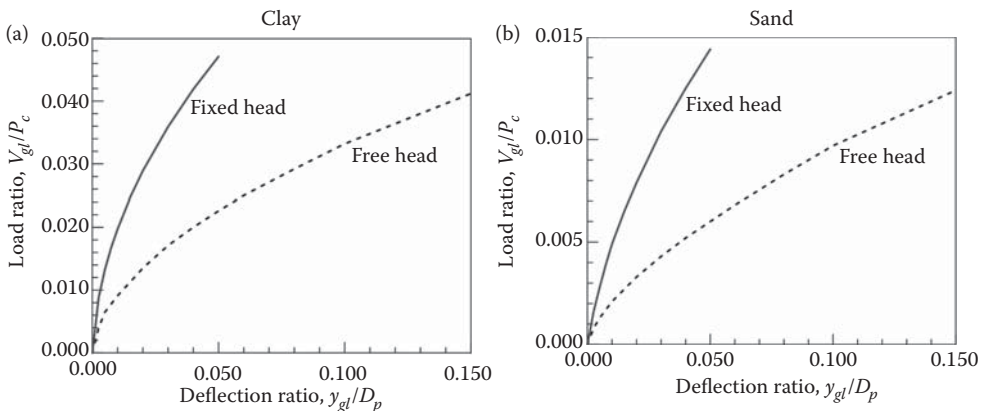 (a)
Clay
0.050
0.040
0.030
0.020
0.010
0.000
Load ratio, V_gl/P_c
Fixed head
Free head
0.000 0.050 0.100 0.150
Deflection ratio, y_gl/D_p
(b)
Sand
0.015
0.010
0.005
0.000
Load ratio, V_gl/P_c
Fixed head
Free head
0.000 0.050 0.100 0.150
Deflection ratio, y_gl/D_p